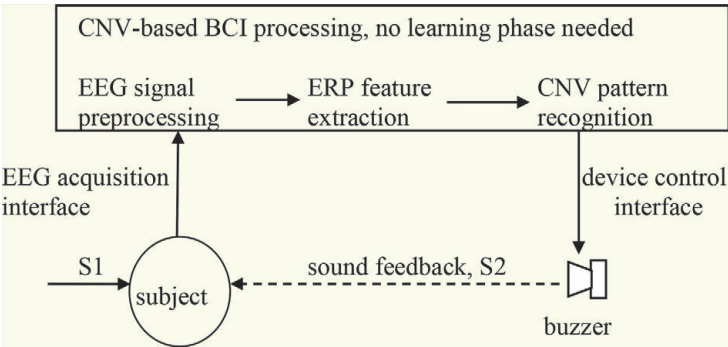 CNV-based BCI processing, no learning phase needed
EEG signal
preprocessing
ERP feature
extraction
CNV pattern
recognition
EEG acquisition
interface
device control
interface
S1
subject
sound feedback, S2
buzzer